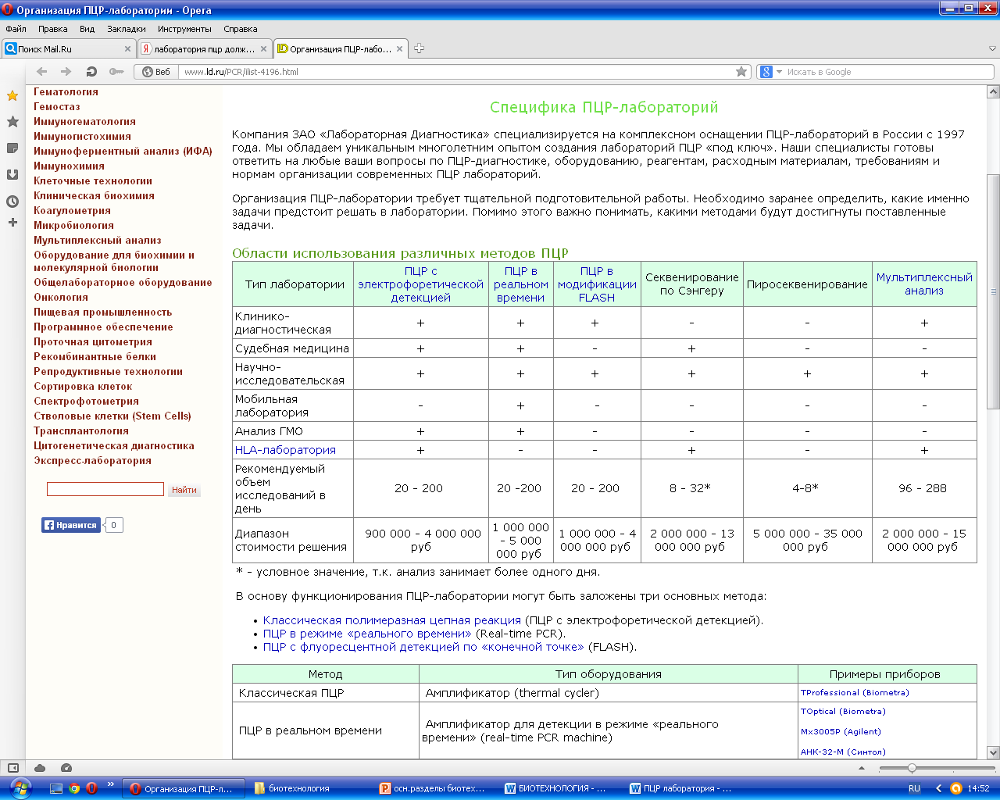 Организация ПЦР-лаборатории - Opera
Файл Правка Вид Закладки Инструменты Справка
Поиск Mail.Ru
лаборатория пцр долж...
Организация ПЦР-лабо...
Веб www.ld.ru/PCR/ilist-4196.html Искать в Google
Гематология
Гемостаз
Иммуногематология
Иммуногистохимия
Иммуноферментный анализ (ИФА)
Иммунохимия
Клеточные технологии
Клиническая биохимия
Коагулометрия
Микробиология
Мультиплексный анализ
Оборудование для биохимии и
молекулярной биологии
Общелабораторное оборудование
Онкология
Пищевая промышленность
Программное обеспечение
Проточная цитометрия
Рекомбинантные белки
Репродуктивные технологии
Сортировка клеток
Спектрофотометрия
Стволовые клетки (Stem Cells)
Трансплантология
Цитогенетическая диагностика
Экспресс-лаборатория
Найти
Нравится 0
Специфика ПЦР-лабораторий
Компания ЗАО «Лабораторная Диагностика» специализируется на комплексном оснащении ПЦР-лабораторий в России с 1997
года. Мы обладаем уникальным многолетним опытом создания лабораторий ПЦР «под ключ». Наши специалисты готовы
ответить на любые ваши вопросы по ПЦР-диагностике, оборудованию, реагентам, расходным материалам, требованиям и
нормам организации современных ПЦР лабораторий.
Организация ПЦР-лаборатории требует тщательной подготовительной работы. Необходимо заранее определить, какие именно
задачи предстоит решать в лаборатории. Помимо этого важно понимать, какими методами будут достигнуты поставленные
задачи.
Области использования различных методов ПЦР
Тип лаборатории
ПЦР с
электрофоретической
детекцией
ПЦР в
реальном
времени
ПЦР в
модификации
FLASH
Секвенирование
по Сэнгеру
Пиросеквенирование
Мультиплексный
анализ
Клинико-
диагностическая
+ + + - - +
Судебная медицина + + - + - -
Научно-
исследовательская
+ + + + + +
Мобильная
лаборатория
- + - - - -
Анализ ГМО + + - - - -
HLA-лаборатория + - - + - +
Рекомендуемый
объем
исследований в
день
20 - 200 20 -200 20 - 200 8 - 32* 4-8* 96 - 288
Диапазон
стоимости решения
900 000 - 4 000 000
руб
1 000 000
- 5 000
000 руб
1 000 000 - 4
000 000 руб
2 000 000 - 13
000 000 руб
5 000 000 - 35 000
000 руб
2 000 000 - 15
000 000 руб
* - условное значение, т.к. анализ занимает более одного дня.
В основу функционирования ПЦР-лаборатории могут быть заложены три основных метода:
• Классическая полимеразная цепная реакция (ПЦР с электрофоретической детекцией).
• ПЦР в режиме «реального времени» (Real-time PCR).
• ПЦР с флуоресцентной детекцией по «конечной точке» (FLASH).
Метод Тип оборудования Примеры приборов
Классическая ПЦР Амплификатор (thermal cycler) TProfessional (Biometra)
ПЦР в реальном времени
Амплификатор для детекции в режиме «реального
времени» (real-time PCR machine)
TOptical (Biometra)
Mx3005P (Agilent)
АНК-32-М (Синтол)
Организация ПЦР-л... биотехнология осн.разделы биотех... БИОТЕХНОЛОГИЯ - ... ПЦР лаборатория - ... RU 14:52